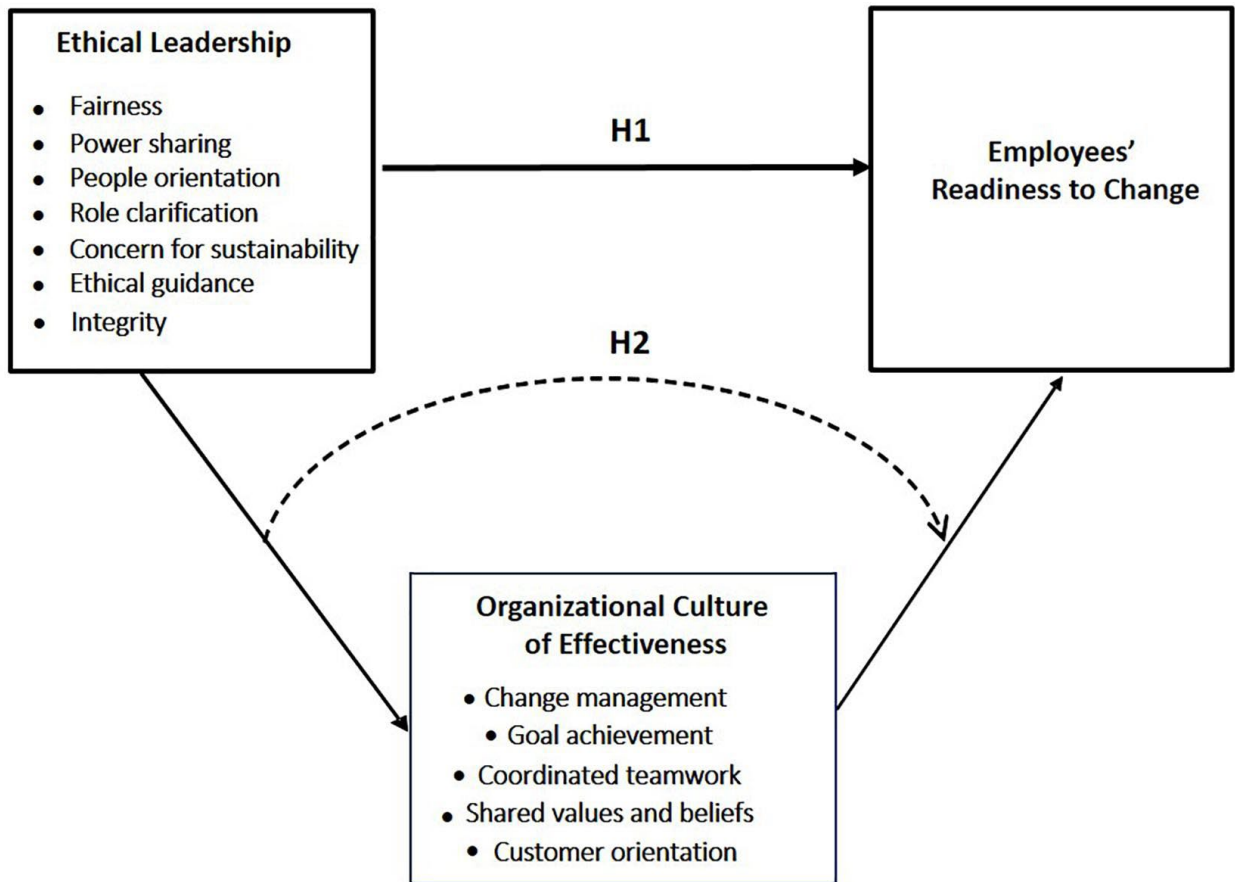 Ethical Leadership
• Fairness
• Power sharing
• People orientation
• Role clarification
• Concern for sustainability
• Ethical guidance
• Integrity
H1
Employees’
Readiness to Change
H2
Organizational Culture
of Effectiveness
• Change management
• Goal achievement
• Coordinated teamwork
• Shared values and beliefs
• Customer orientation